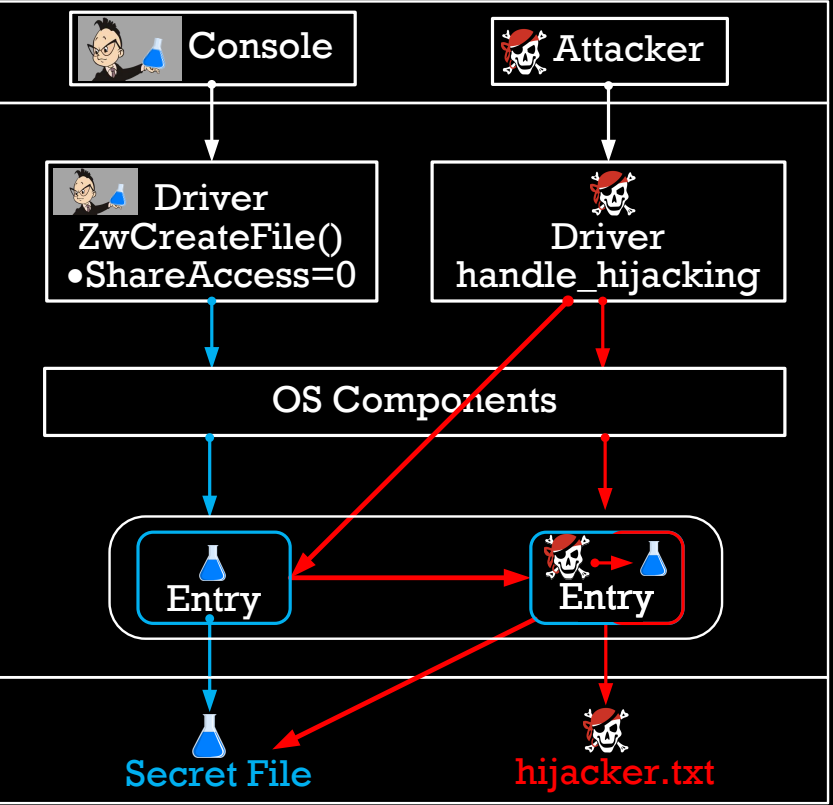 Console
Attacker
Driver
ZwCreateFile()
•ShareAccess=0
Driver
handle_hijacking
OS Components
Entry
Entry
Secret File
hijacker.txt